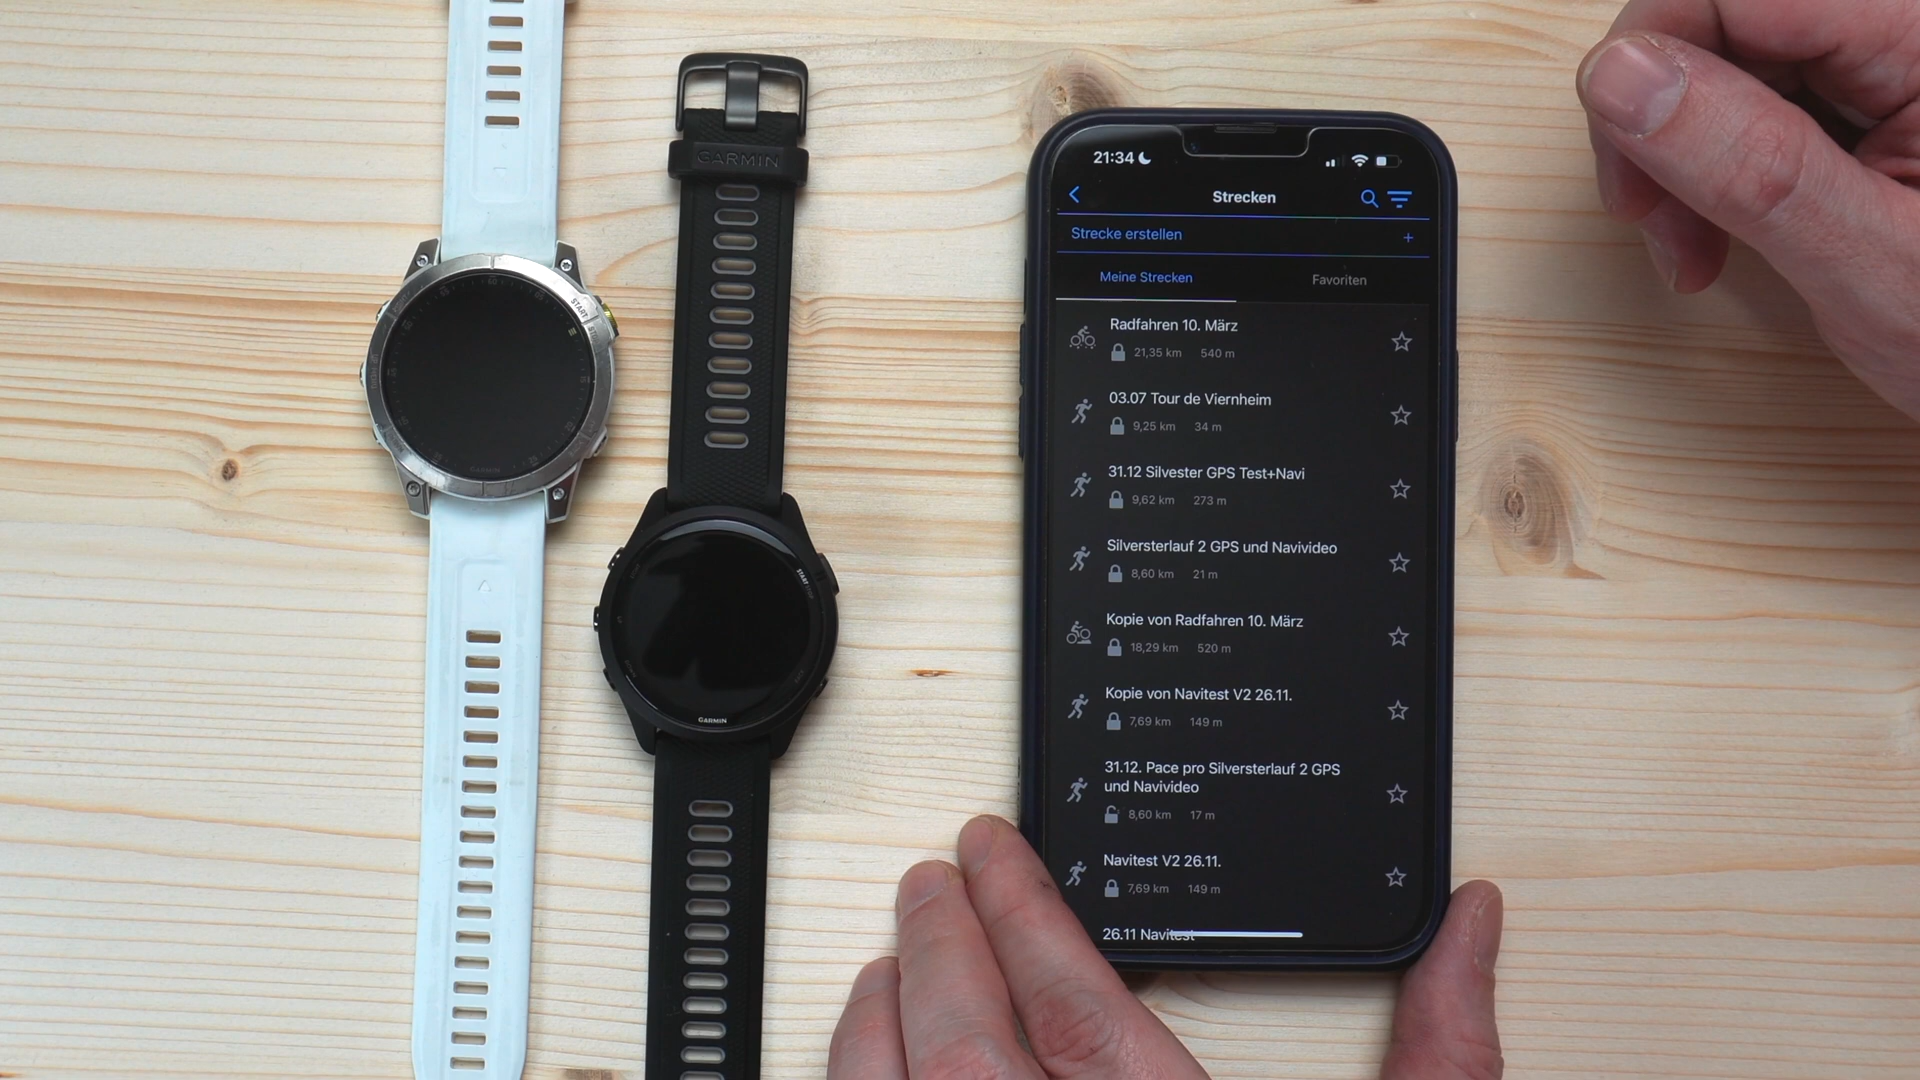 GARMIN
START
GARMIN
START
GARMIN
21:34
Strecken
Strecke erstellen +
Meine Strecken Favoriten
Radfahren 10. März
21,35 km 540 m
03.07 Tour de Viernheim
9,25 km 34 m
31.12 Silvester GPS Test+Navi
9,62 km 273 m
Silversterlauf 2 GPS und Navivideo
8,60 km 21 m
Kopie von Radfahren 10. März
18,29 km 520 m
Kopie von Navitest V2 26.11.
7,69 km 149 m
31.12. Pace pro Silversterlauf 2 GPS
und Navivideo
8,60 km 17 m
Navitest V2 26.11.
7,69 km 149 m
26.11 Navitest